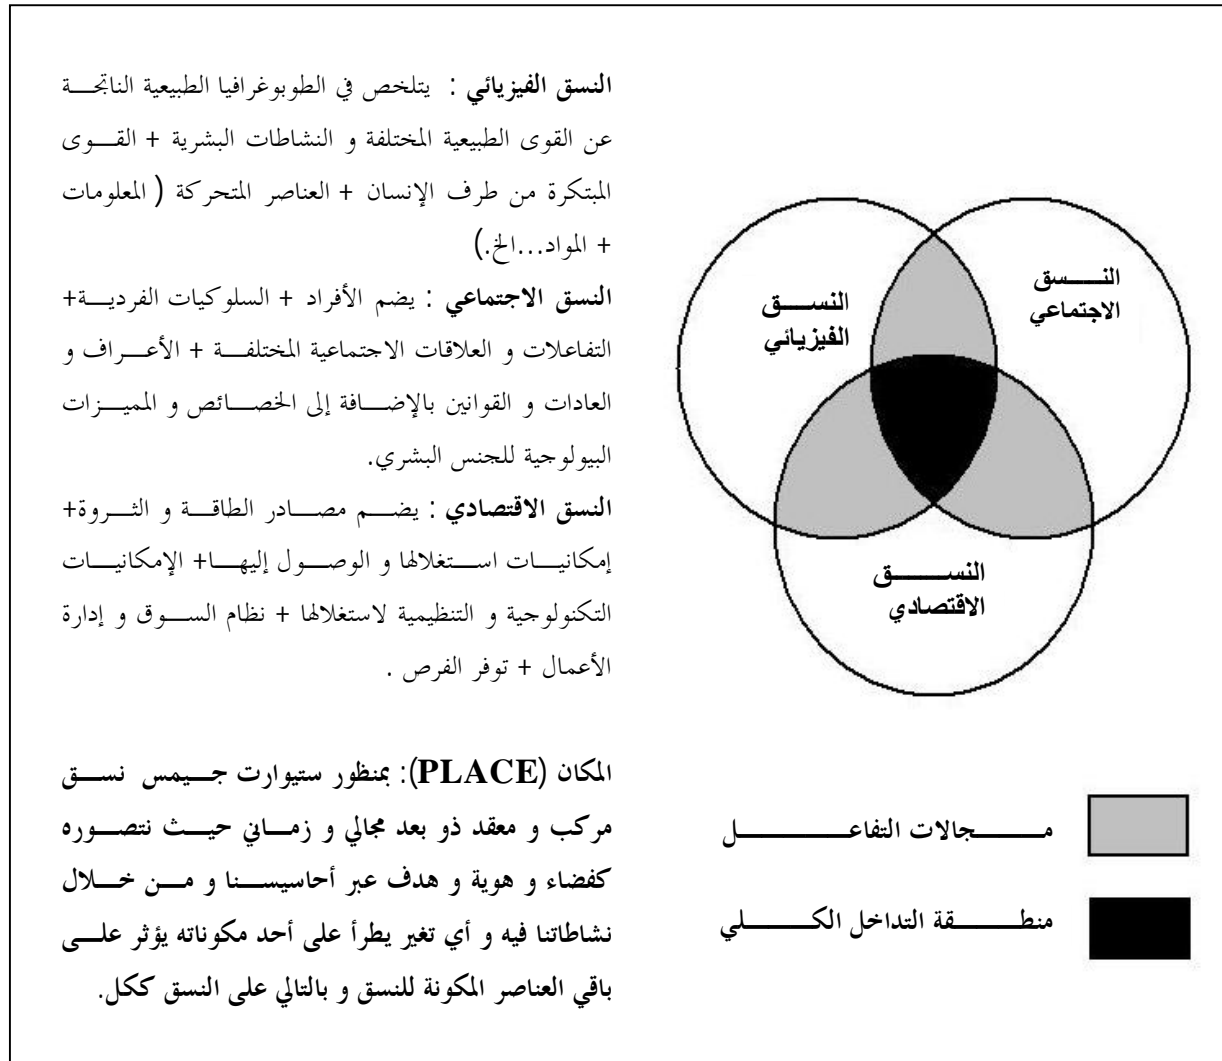 النسق الفيزيائي : يتلخص في الطوبوغرافيا الطبيعية الناتجة
عن القوى الطبيعية المختلفة و النشاطات البشرية + القوى
المبتكرة من طرف الإنسان + العناصر المتحركة ( المعلومات
+ المواد...الخ.)
النسق الاجتماعي : يضم الأفراد + السلوكيات الفردية+
التفاعلات و العلاقات الاجتماعية المختلفة + الأعراف و
العادات و القوانين بالإضافة إلى الخصائص و المميزات
البيولوجية للجنس البشري.
النسق الاقتصادي : يضم مصادر الطاقة و الثروة+
إمكانيات استغلالها و الوصول إليها+ الإمكانيات
التكنولوجية و التنظيمية لاستغلالها + نظام السوق و إدارة
الأعمال + توفر الفرص .
المكان (PLACE): بمنظور ستيوارت جيمس نسق
مركب و معقد ذو بعد مجالي و زماني حيث نتصوره
كفضاء و هوية و هدف عبر أحاسيسنا و من خلال
نشاطاتنا فيه و أي تغير يطرأ على أحد مكوناته يؤثر على
باقي العناصر المكونة للنسق و بالتالي على النسق ككل.
النسق
الاجتماعي
النسق
الفيزيائي
النسق
الاقتصادي
مجالات التفاعل
منطقة التداخل الكلي